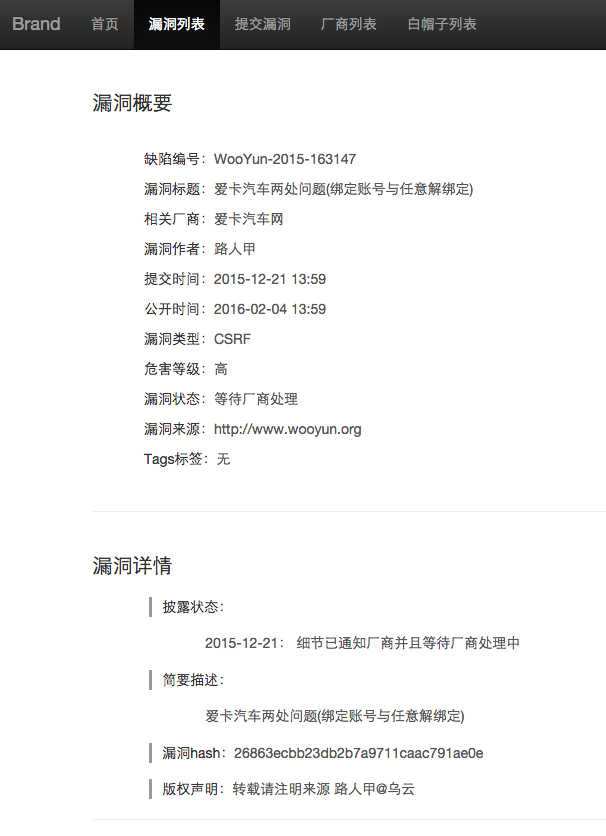 Brand 首页 漏洞列表 提交漏洞 厂商列表 白帽子列表
漏洞概要
缺陷编号：WooYun-2015-163147
漏洞标题：爱卡汽车两处问题(绑定账号与任意解绑定)
相关厂商：爱卡汽车网
漏洞作者：路人甲
提交时间：2015-12-21 13:59
公开时间：2016-02-04 13:59
漏洞类型：CSRF
危害等级：高
漏洞状态：等待厂商处理
漏洞来源：http://www.wooyun.org
Tags标签：无
漏洞详情
披露状态：
2015-12-21： 细节已通知厂商并且等待厂商处理中
简要描述：
爱卡汽车两处问题(绑定账号与任意解绑定)
漏洞hash：26863ecbb23db2b7a9711caac791ae0e
版权声明：转载请注明来源 路人甲@乌云